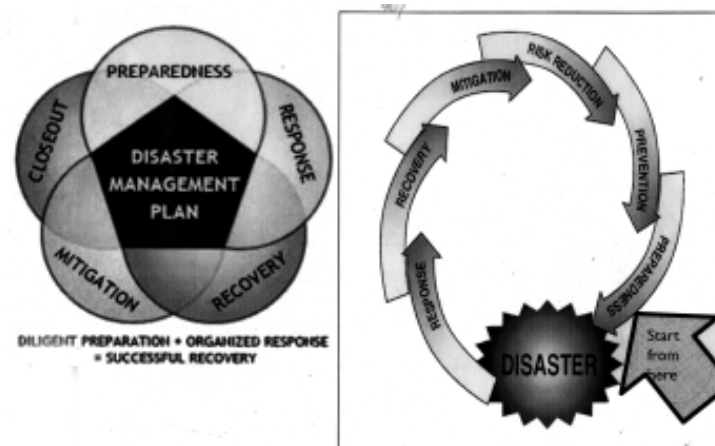 PREPAREDNESS
CLOSEOUT
RESPONSE
DISASTER
MANAGEMENT
PLAN
MITIGATION
RECOVERY
DILIGENT PREPARATION + ORGANIZED RESPONSE
= SUCCESSFUL RECOVERY
RISK REDUCTION
MITIGATION
PREVENTION
RECOVERY
PREPAREDNESS
RESPONSE
DISASTER
Start
from
here